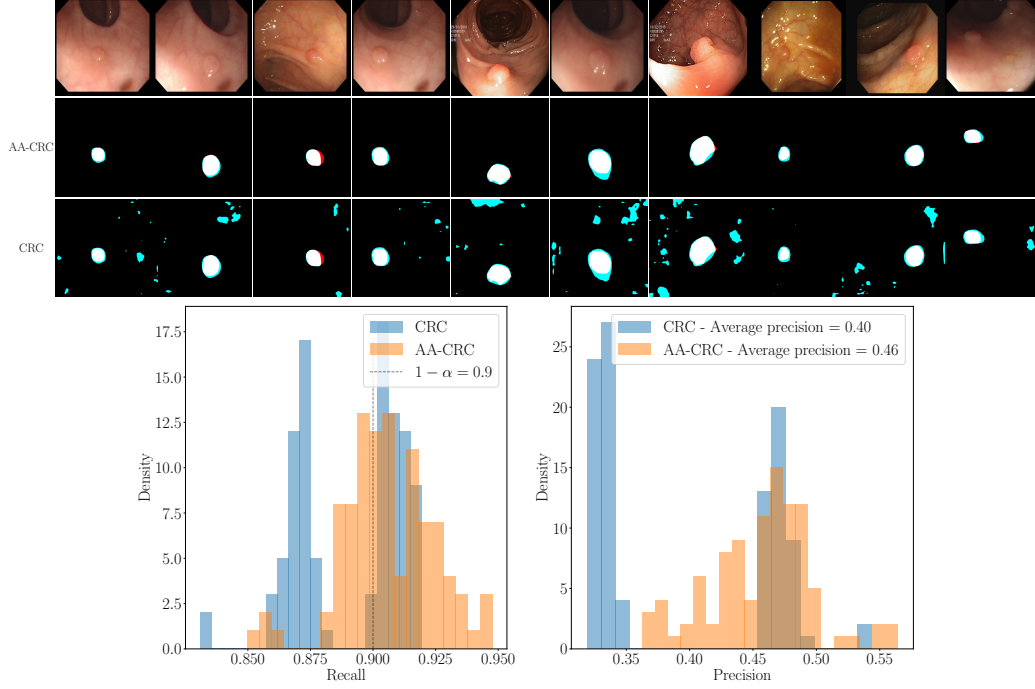 AA-CRC
CRC
CRC
AA-CRC
1 − α = 0.9
17.5
15.0
12.5
10.0
7.5
5.0
2.5
0.0
Density
0.850
0.875
0.900
0.925
0.950
Recall
CRC - Average precision = 0.40
AA-CRC - Average precision = 0.46
25
20
15
10
5
0
Density
0.35
0.40
0.45
0.50
0.55
Precision